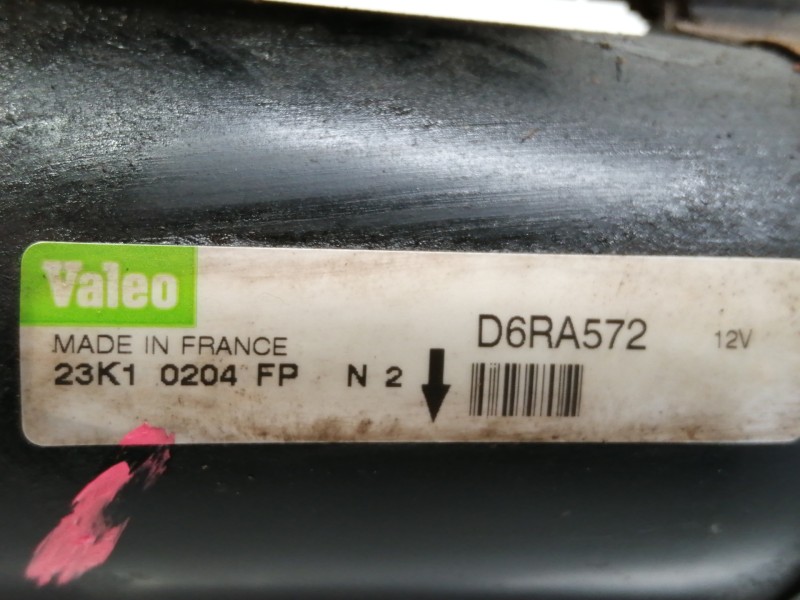 Valeo
MADE IN FRANCE
23K1 0204 FP N 2
D6RA572 12V